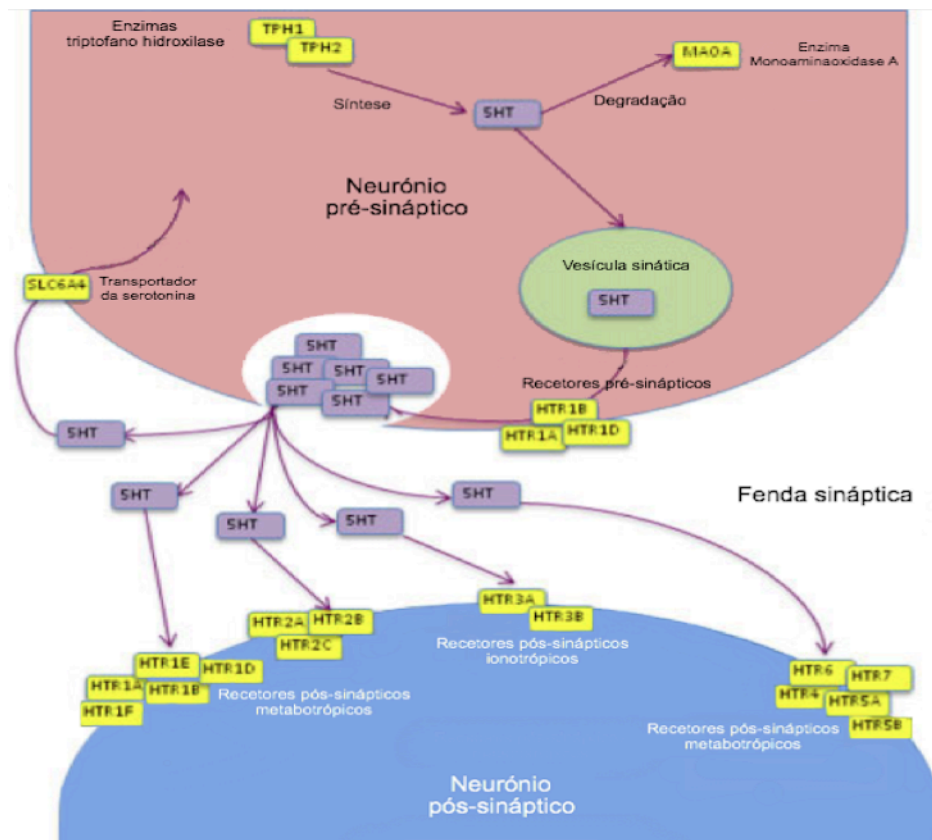 Enzimas
triptofano hidroxilase
TPH1
TPH2
MAOA
Enzima
Monoaminaoxidase A
Síntese
5HT
Degradação
Neurónio
pré-sináptico
Vesícula sinática
5HT
SLC6A4
Transportador
da serotonina
5HT
5HT
5HT
5HT
5HT
5HT
Recetores pré-sinápticos
HTR1B
HTR1A
HTR1D
5HT
5HT
5HT
5HT
5HT
Fenda sináptica
HTR1E
HTR1D
HTR1A
HTR1B
HTR1F
HTR2A
HTR2B
HTR2C
Recetores pós-sinápticos
metabotrópicos
HTR3A
HTR3B
Recetores pós-sinápticos
ionotrópicos
HTR6
HTR7
HTR4
HTR5A
HTR5B
Recetores pós-sinápticos
metabotrópicos
Neurónio
pós-sináptico